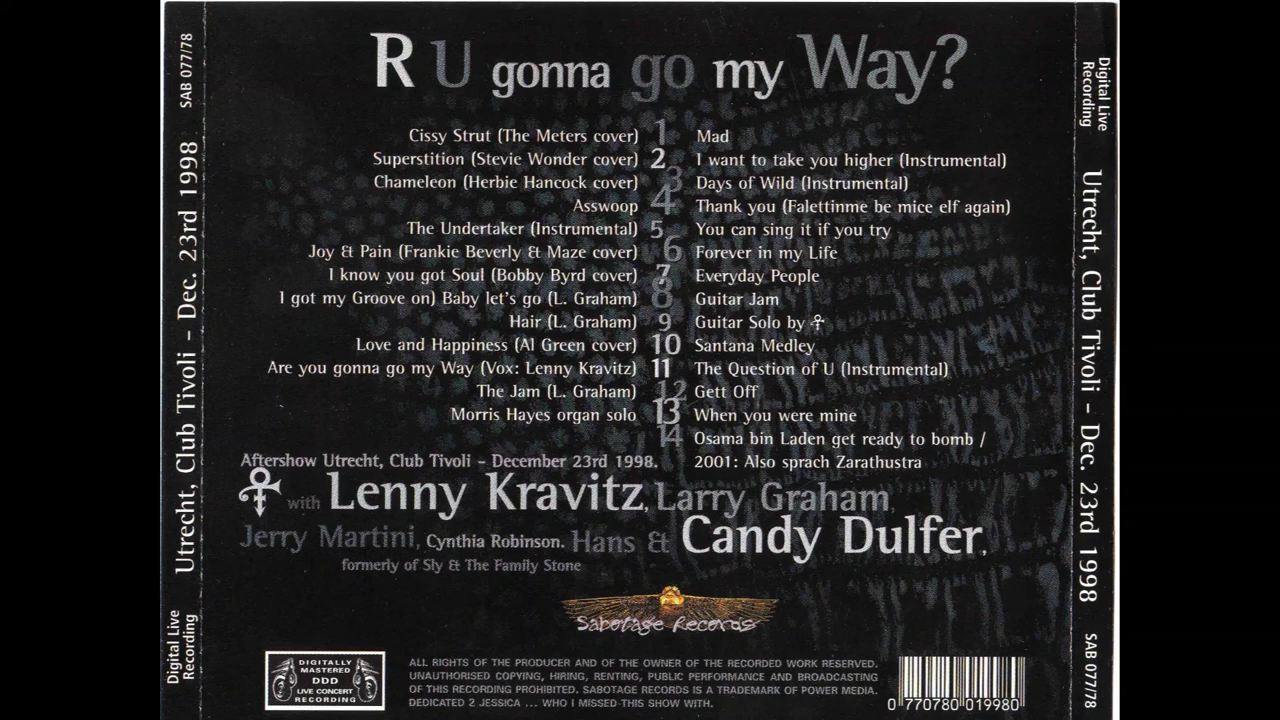 R U gonna go my Way?
Cissy Strut (The Meters cover) 1 Mad
Superstition (Stevie Wonder cover) 2 I want to take you higher (Instrumental)
Chameleon (Herbie Hancock cover) 3 Days of Wild (Instrumental)
Asswoop 4 Thank you (Falettinme be mice elf again)
The Undertaker (Instrumental) 5 You can sing it if you try
Joy & Pain (Frankie Beverly & Maze cover) 6 Forever in my Life
I know you got Soul (Bobby Byrd cover) 7 Everyday People
I got my Groove on) Baby let's go (L. Graham) 8 Guitar Jam
Hair (L. Graham) 9 Guitar Solo by
Love and Happiness (Al Green cover) 10 Santana Medley
Are you gonna go my Way (Vox: Lenny Kravitz) 11 The Question of U (Instrumental)
The Jam (L. Graham) 12 Gett Off
Morris Hayes organ solo 13 When you were mine
14 Osama bin Laden get ready to bomb /
2001: Also sprach Zarathustra
Aftershow Utrecht, Club Tivoli - December 23rd 1998.
with Lenny Kravitz, Larry Graham,
Jerry Martini, Cynthia Robinson. Hans & Candy Dulfer,
formerly of Sly & The Family Stone
Sabotage Records
DIGITALLY
MASTERED
DDD
LIVE CONCERT
RECORDING
ALL RIGHTS OF THE PRODUCER AND OF THE OWNER OF THE RECORDED WORK RESERVED.
UNAUTHORISED COPYING, HIRING, RENTING, PUBLIC PERFORMANCE AND BROADCASTING
OF THIS RECORDING PROHIBITED. SABOTAGE RECORDS IS A TRADEMARK OF POWER MEDIA.
DEDICATED 2 JESSICA ... WHO I MISSED THIS SHOW WITH.
0 770780 019980
Digital Live
Recording
Utrecht, Club Tivoli - Dec. 23rd 1998
SAB 077/78
Digital Live
Recording
Utrecht, Club Tivoli - Dec. 23rd 1998
SAB 077/78